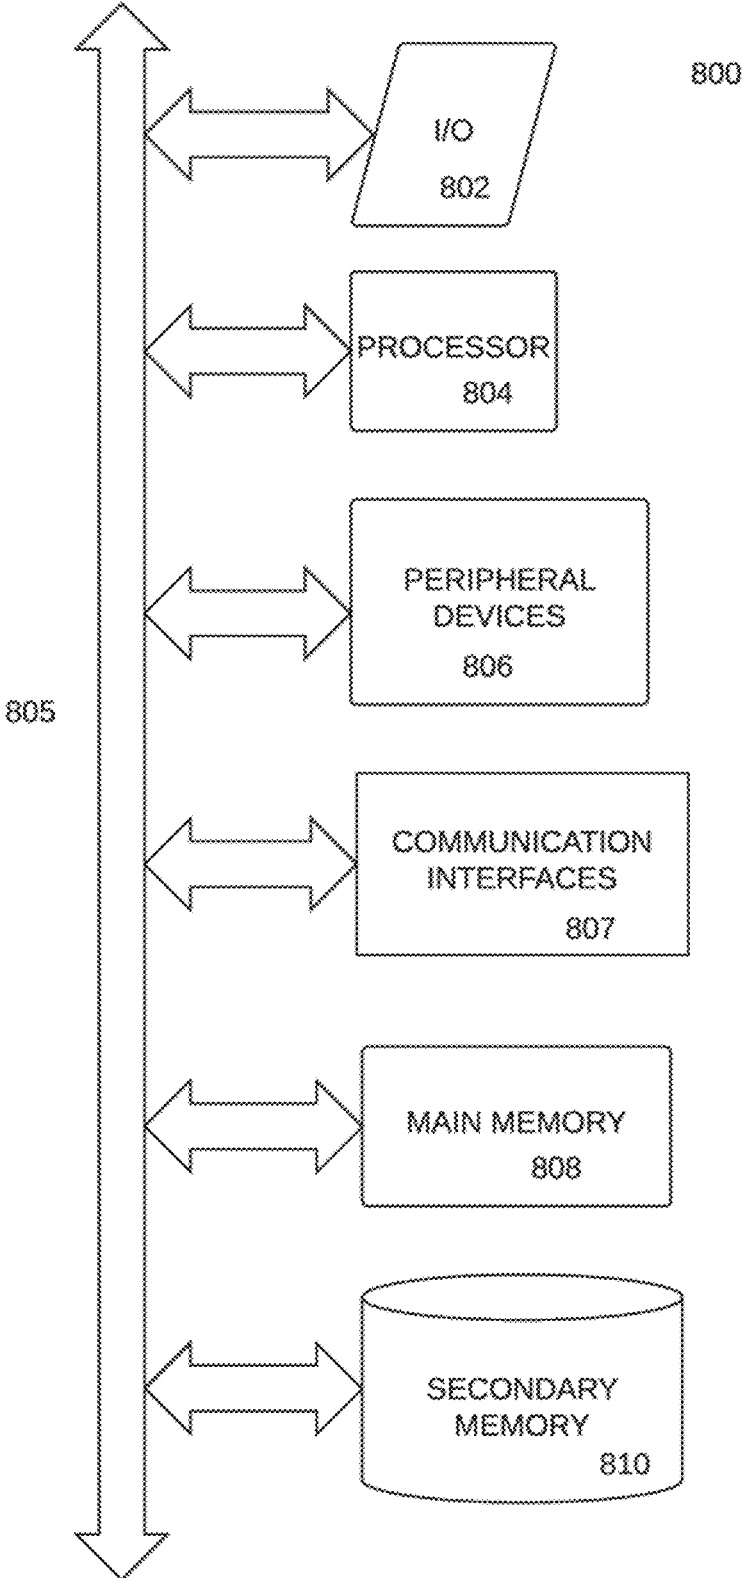 800
I/O
802
PROCESSOR
804
PERIPHERAL
DEVICES
806
805
COMMUNICATION
INTERFACES
807
MAIN MEMORY
808
SECONDARY
MEMORY
810